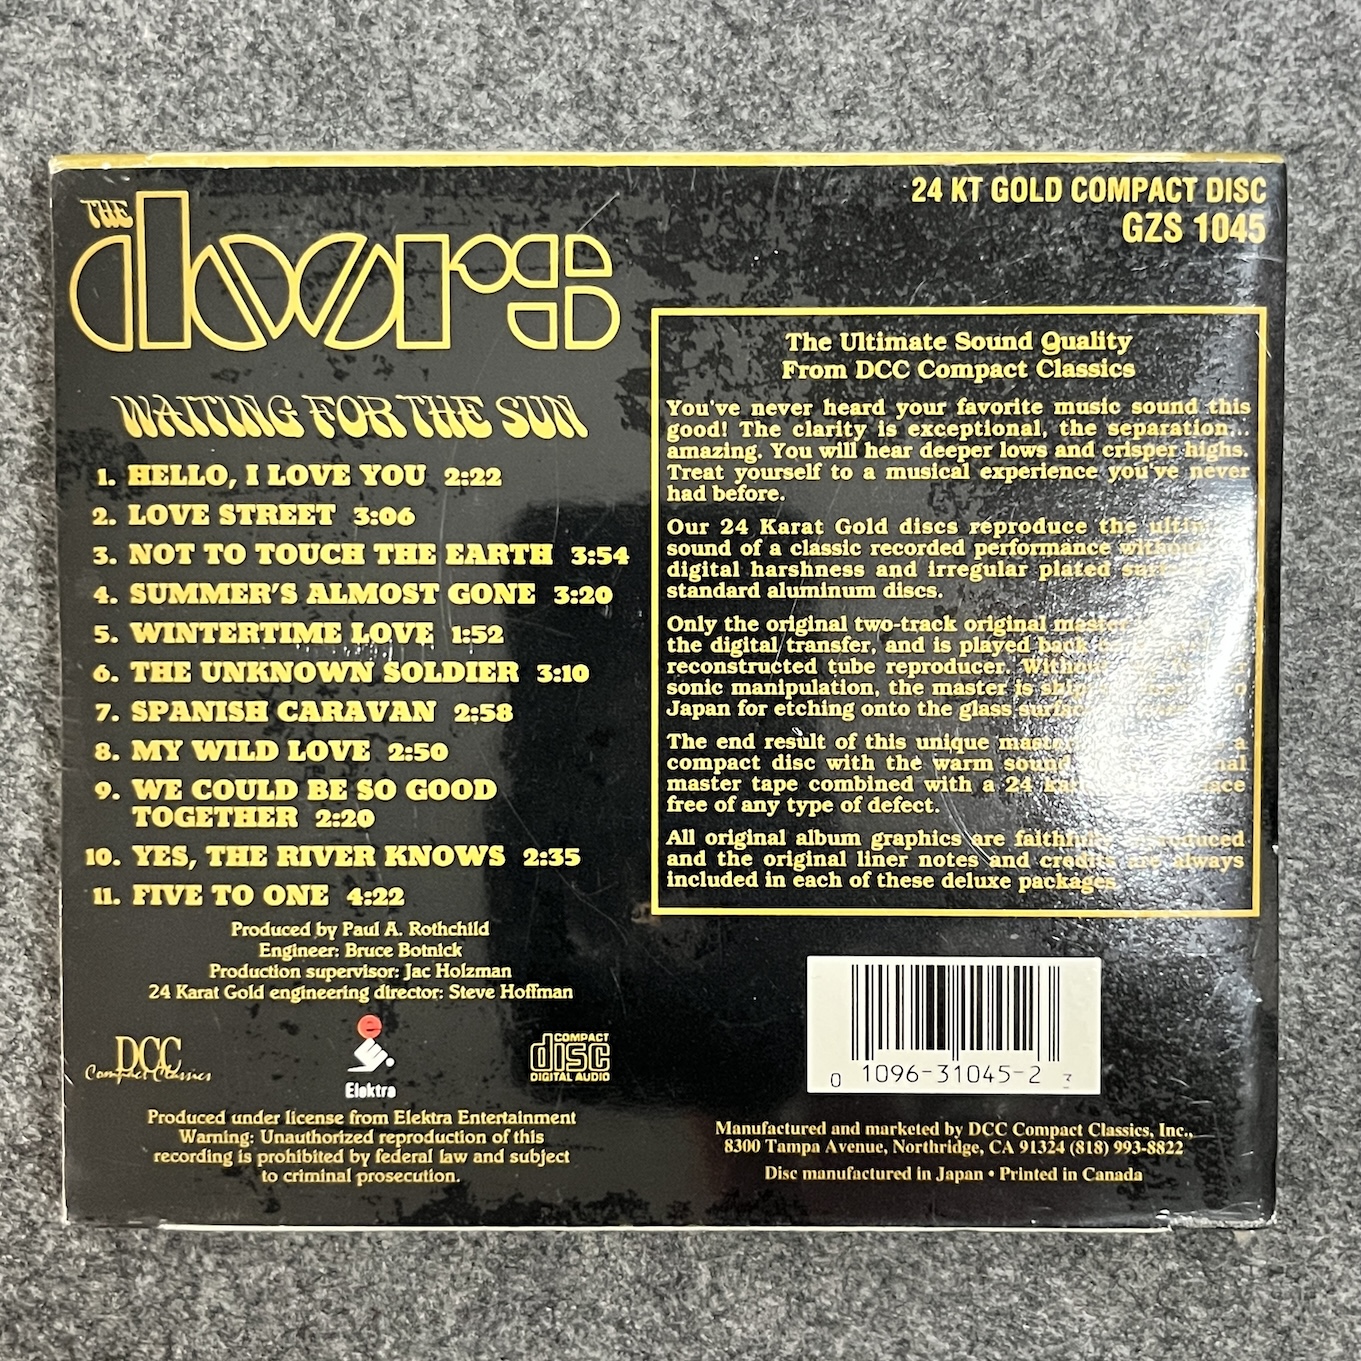 THE
doors
WAITING FOR THE SUN
1. HELLO, I LOVE YOU 2:22
2. LOVE STREET 3:06
3. NOT TO TOUCH THE EARTH 3:54
4. SUMMER'S ALMOST GONE 3:20
5. WINTERTIME LOVE 1:52
6. THE UNKNOWN SOLDIER 3:10
7. SPANISH CARAVAN 2:58
8. MY WILD LOVE 2:50
9. WE COULD BE SO GOOD
TOGETHER 2:20
10. YES, THE RIVER KNOWS 2:35
11. FIVE TO ONE 4:22
Produced by Paul A. Rothchild
Engineer: Bruce Botnick
Production supervisor: Jac Holzman
24 Karat Gold engineering director: Steve Hoffman
DCC
Compact Classics
e
Elektra
COMPACT
disc
DIGITAL AUDIO
Produced under license from Elektra Entertainment
Warning: Unauthorized reproduction of this
recording is prohibited by federal law and subject
to criminal prosecution.
24 KT GOLD COMPACT DISC
GZS 1045
The Ultimate Sound Quality
From DCC Compact Classics
You've never heard your favorite music sound this
good! The clarity is exceptional, the separation...
amazing. You will hear deeper lows and crisper highs.
Treat yourself to a musical experience you've never
had before.
Our 24 Karat Gold discs reproduce the
sound of a classic recorded performance
digital harshness and irregular plated
standard aluminum discs.
Only the original two-track original
the digital transfer, and is played back
reconstructed tube reproducer.
sonic manipulation, the master is
Japan for etching onto the glass
The end result of this unique a
compact disc with the warm sound
master tape combined with a 24
free of any type of defect.
All original album graphics are
and the original liner notes and credits are always
included in each of these deluxe packages
0 1096-31045-2
Manufactured and marketed by DCC Compact Classics, Inc.,
8300 Tampa Avenue, Northridge, CA 91324 (818) 993-8822
Disc manufactured in Japan • Printed in Canada